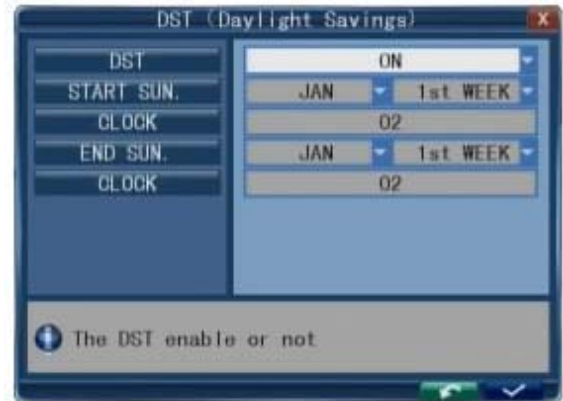 DST (Daylight Savings) X
DST ON
START SUN. JAN 1st WEEK
CLOCK 02
END SUN. JAN 1st WEEK
CLOCK 02
The DST enable or not